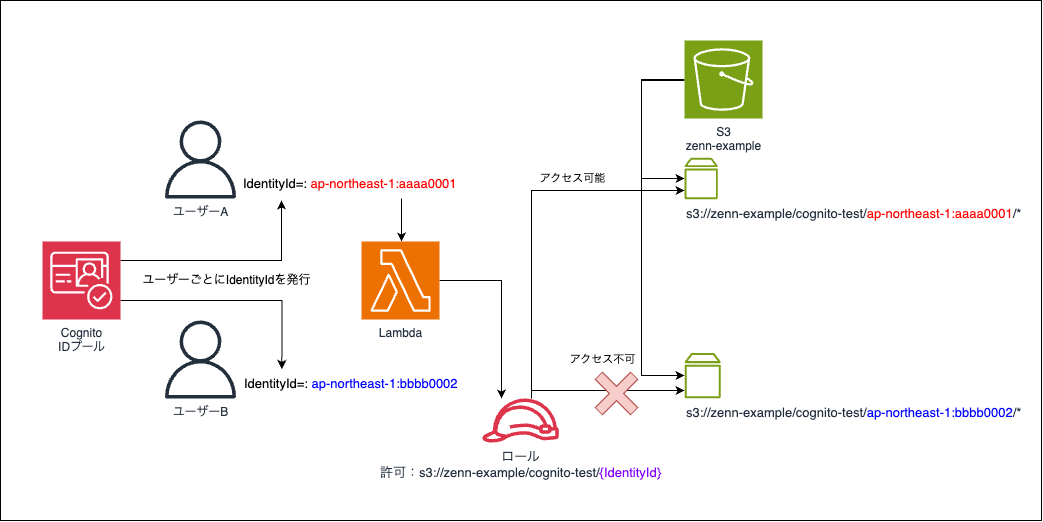 S3
zenn-example
アクセス可能
IdentityId=: ap-northeast-1:aaaa0001
ユーザーA
s3://zenn-example/cognito-test/ap-northeast-1:aaaa0001/*
ユーザーごとにIdentityIdを発行
Cognito
IDプール
Lambda
アクセス不可
IdentityId=: ap-northeast-1:bbbb0002
ユーザーB
s3://zenn-example/cognito-test/ap-northeast-1:bbbb0002/*
ロール
許可：s3://zenn-example/cognito-test/{IdentityId}